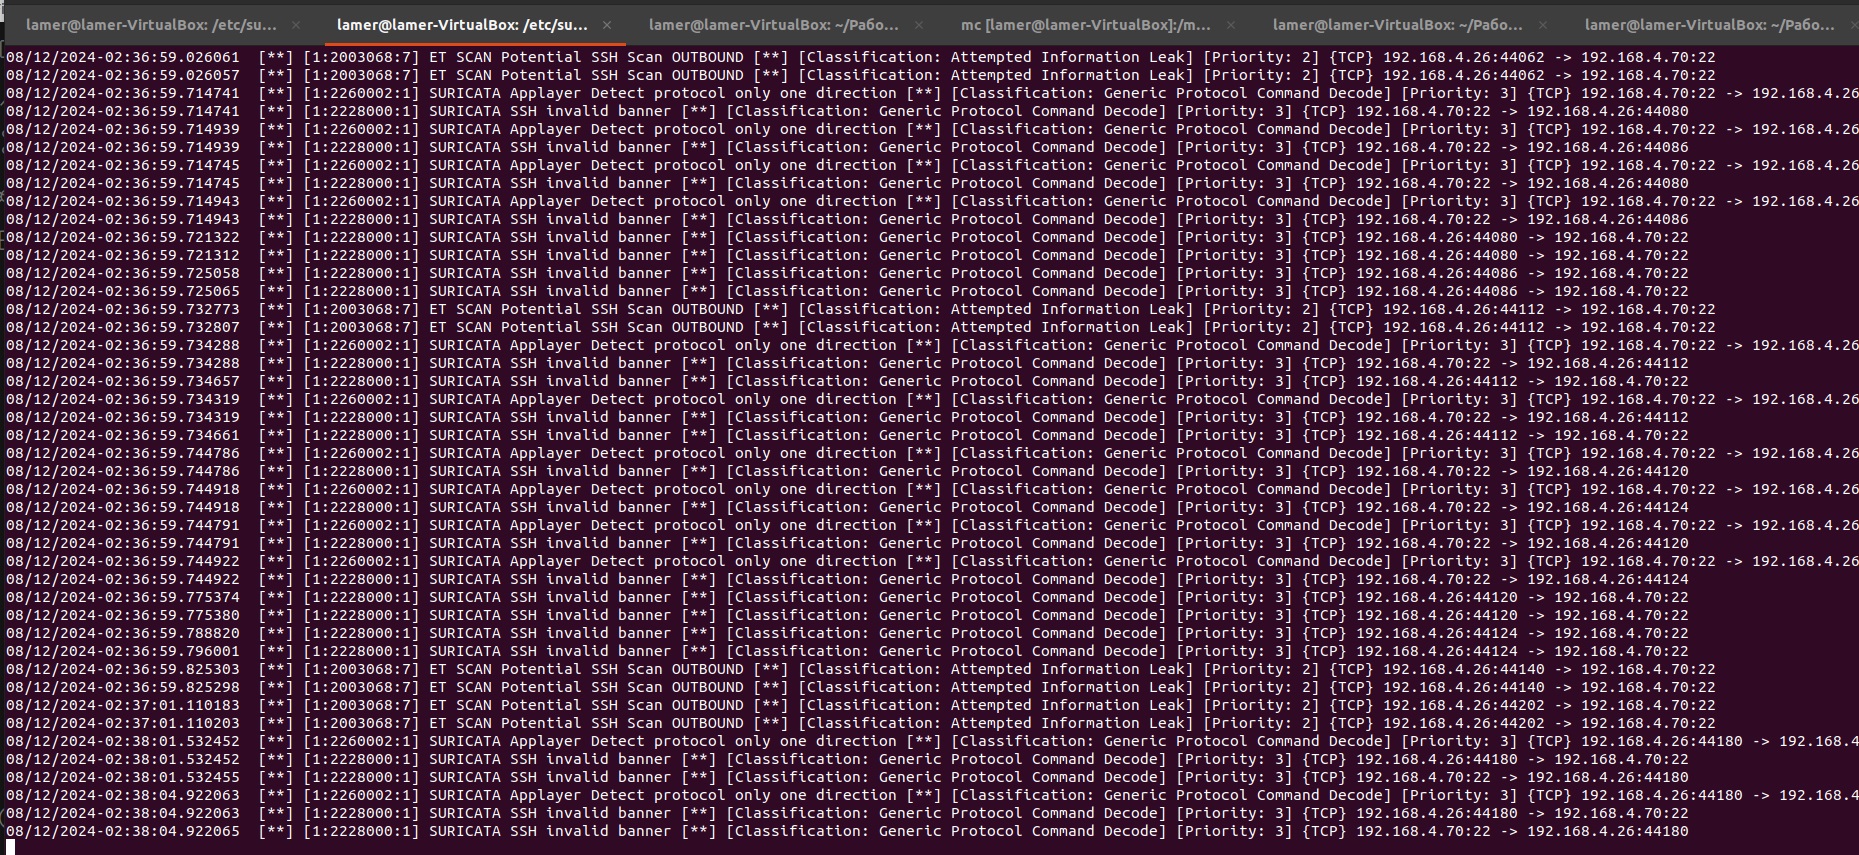 lamer@lamer-VirtualBox: /etc/su... × lamer@lamer-VirtualBox: /etc/su... × lamer@lamer-VirtualBox: ~/Рабо... × mc [lamer@lamer-VirtualBox]:/m... × lamer@lamer-VirtualBox: ~/Рабо... × lamer@lamer-VirtualBox: ~/Рабо...
08/12/2024-02:36:59.026061 [**] [1:2003068:7] ET SCAN Potential SSH Scan OUTBOUND [**] [Classification: Attempted Information Leak] [Priority: 2] {TCP} 192.168.4.26:44062 -> 192.168.4.70:22
08/12/2024-02:36:59.026057 [**] [1:2003068:7] ET SCAN Potential SSH Scan OUTBOUND [**] [Classification: Attempted Information Leak] [Priority: 2] {TCP} 192.168.4.26:44062 -> 192.168.4.70:22
08/12/2024-02:36:59.714741 [**] [1:2260002:1] SURICATA Applayer Detect protocol only one direction [**] [Classification: Generic Protocol Command Decode] [Priority: 3] {TCP} 192.168.4.70:22 -> 192.168.4.26
08/12/2024-02:36:59.714741 [**] [1:2228000:1] SURICATA SSH invalid banner [**] [Classification: Generic Protocol Command Decode] [Priority: 3] {TCP} 192.168.4.70:22 -> 192.168.4.26:44080
08/12/2024-02:36:59.714939 [**] [1:2260002:1] SURICATA Applayer Detect protocol only one direction [**] [Classification: Generic Protocol Command Decode] [Priority: 3] {TCP} 192.168.4.70:22 -> 192.168.4.26
08/12/2024-02:36:59.714939 [**] [1:2228000:1] SURICATA SSH invalid banner [**] [Classification: Generic Protocol Command Decode] [Priority: 3] {TCP} 192.168.4.70:22 -> 192.168.4.26:44086
08/12/2024-02:36:59.714745 [**] [1:2260002:1] SURICATA Applayer Detect protocol only one direction [**] [Classification: Generic Protocol Command Decode] [Priority: 3] {TCP} 192.168.4.70:22 -> 192.168.4.26
08/12/2024-02:36:59.714745 [**] [1:2228000:1] SURICATA SSH invalid banner [**] [Classification: Generic Protocol Command Decode] [Priority: 3] {TCP} 192.168.4.70:22 -> 192.168.4.26:44080
08/12/2024-02:36:59.714943 [**] [1:2260002:1] SURICATA Applayer Detect protocol only one direction [**] [Classification: Generic Protocol Command Decode] [Priority: 3] {TCP} 192.168.4.70:22 -> 192.168.4.26
08/12/2024-02:36:59.714943 [**] [1:2228000:1] SURICATA SSH invalid banner [**] [Classification: Generic Protocol Command Decode] [Priority: 3] {TCP} 192.168.4.70:22 -> 192.168.4.26:44086
08/12/2024-02:36:59.721322 [**] [1:2228000:1] SURICATA SSH invalid banner [**] [Classification: Generic Protocol Command Decode] [Priority: 3] {TCP} 192.168.4.26:44080 -> 192.168.4.70:22
08/12/2024-02:36:59.721312 [**] [1:2228000:1] SURICATA SSH invalid banner [**] [Classification: Generic Protocol Command Decode] [Priority: 3] {TCP} 192.168.4.26:44080 -> 192.168.4.70:22
08/12/2024-02:36:59.725058 [**] [1:2228000:1] SURICATA SSH invalid banner [**] [Classification: Generic Protocol Command Decode] [Priority: 3] {TCP} 192.168.4.26:44086 -> 192.168.4.70:22
08/12/2024-02:36:59.725065 [**] [1:2228000:1] SURICATA SSH invalid banner [**] [Classification: Generic Protocol Command Decode] [Priority: 3] {TCP} 192.168.4.26:44086 -> 192.168.4.70:22
08/12/2024-02:36:59.732773 [**] [1:2003068:7] ET SCAN Potential SSH Scan OUTBOUND [**] [Classification: Attempted Information Leak] [Priority: 2] {TCP} 192.168.4.26:44112 -> 192.168.4.70:22
08/12/2024-02:36:59.732807 [**] [1:2003068:7] ET SCAN Potential SSH Scan OUTBOUND [**] [Classification: Attempted Information Leak] [Priority: 2] {TCP} 192.168.4.26:44112 -> 192.168.4.70:22
08/12/2024-02:36:59.734288 [**] [1:2260002:1] SURICATA Applayer Detect protocol only one direction [**] [Classification: Generic Protocol Command Decode] [Priority: 3] {TCP} 192.168.4.70:22 -> 192.168.4.26
08/12/2024-02:36:59.734288 [**] [1:2228000:1] SURICATA SSH invalid banner [**] [Classification: Generic Protocol Command Decode] [Priority: 3] {TCP} 192.168.4.70:22 -> 192.168.4.26:44112
08/12/2024-02:36:59.734657 [**] [1:2228000:1] SURICATA SSH invalid banner [**] [Classification: Generic Protocol Command Decode] [Priority: 3] {TCP} 192.168.4.26:44112 -> 192.168.4.70:22
08/12/2024-02:36:59.734319 [**] [1:2260002:1] SURICATA Applayer Detect protocol only one direction [**] [Classification: Generic Protocol Command Decode] [Priority: 3] {TCP} 192.168.4.70:22 -> 192.168.4.26
08/12/2024-02:36:59.734319 [**] [1:2228000:1] SURICATA SSH invalid banner [**] [Classification: Generic Protocol Command Decode] [Priority: 3] {TCP} 192.168.4.70:22 -> 192.168.4.26:44112
08/12/2024-02:36:59.734661 [**] [1:2228000:1] SURICATA SSH invalid banner [**] [Classification: Generic Protocol Command Decode] [Priority: 3] {TCP} 192.168.4.26:44112 -> 192.168.4.70:22
08/12/2024-02:36:59.744786 [**] [1:2260002:1] SURICATA Applayer Detect protocol only one direction [**] [Classification: Generic Protocol Command Decode] [Priority: 3] {TCP} 192.168.4.70:22 -> 192.168.4.26
08/12/2024-02:36:59.744786 [**] [1:2228000:1] SURICATA SSH invalid banner [**] [Classification: Generic Protocol Command Decode] [Priority: 3] {TCP} 192.168.4.70:22 -> 192.168.4.26:44120
08/12/2024-02:36:59.744918 [**] [1:2260002:1] SURICATA Applayer Detect protocol only one direction [**] [Classification: Generic Protocol Command Decode] [Priority: 3] {TCP} 192.168.4.70:22 -> 192.168.4.26
08/12/2024-02:36:59.744918 [**] [1:2228000:1] SURICATA SSH invalid banner [**] [Classification: Generic Protocol Command Decode] [Priority: 3] {TCP} 192.168.4.70:22 -> 192.168.4.26:44124
08/12/2024-02:36:59.744791 [**] [1:2260002:1] SURICATA Applayer Detect protocol only one direction [**] [Classification: Generic Protocol Command Decode] [Priority: 3] {TCP} 192.168.4.70:22 -> 192.168.4.26
08/12/2024-02:36:59.744791 [**] [1:2228000:1] SURICATA SSH invalid banner [**] [Classification: Generic Protocol Command Decode] [Priority: 3] {TCP} 192.168.4.70:22 -> 192.168.4.26:44120
08/12/2024-02:36:59.744922 [**] [1:2260002:1] SURICATA Applayer Detect protocol only one direction [**] [Classification: Generic Protocol Command Decode] [Priority: 3] {TCP} 192.168.4.70:22 -> 192.168.4.26
08/12/2024-02:36:59.744922 [**] [1:2228000:1] SURICATA SSH invalid banner [**] [Classification: Generic Protocol Command Decode] [Priority: 3] {TCP} 192.168.4.70:22 -> 192.168.4.26:44124
08/12/2024-02:36:59.775374 [**] [1:2228000:1] SURICATA SSH invalid banner [**] [Classification: Generic Protocol Command Decode] [Priority: 3] {TCP} 192.168.4.26:44120 -> 192.168.4.70:22
08/12/2024-02:36:59.775380 [**] [1:2228000:1] SURICATA SSH invalid banner [**] [Classification: Generic Protocol Command Decode] [Priority: 3] {TCP} 192.168.4.26:44120 -> 192.168.4.70:22
08/12/2024-02:36:59.788820 [**] [1:2228000:1] SURICATA SSH invalid banner [**] [Classification: Generic Protocol Command Decode] [Priority: 3] {TCP} 192.168.4.26:44124 -> 192.168.4.70:22
08/12/2024-02:36:59.796001 [**] [1:2228000:1] SURICATA SSH invalid banner [**] [Classification: Generic Protocol Command Decode] [Priority: 3] {TCP} 192.168.4.26:44124 -> 192.168.4.70:22
08/12/2024-02:36:59.825303 [**] [1:2003068:7] ET SCAN Potential SSH Scan OUTBOUND [**] [Classification: Attempted Information Leak] [Priority: 2] {TCP} 192.168.4.26:44140 -> 192.168.4.70:22
08/12/2024-02:36:59.825298 [**] [1:2003068:7] ET SCAN Potential SSH Scan OUTBOUND [**] [Classification: Attempted Information Leak] [Priority: 2] {TCP} 192.168.4.26:44140 -> 192.168.4.70:22
08/12/2024-02:37:01.110183 [**] [1:2003068:7] ET SCAN Potential SSH Scan OUTBOUND [**] [Classification: Attempted Information Leak] [Priority: 2] {TCP} 192.168.4.26:44202 -> 192.168.4.70:22
08/12/2024-02:37:01.110203 [**] [1:2003068:7] ET SCAN Potential SSH Scan OUTBOUND [**] [Classification: Attempted Information Leak] [Priority: 2] {TCP} 192.168.4.26:44202 -> 192.168.4.70:22
08/12/2024-02:38:01.532452 [**] [1:2260002:1] SURICATA Applayer Detect protocol only one direction [**] [Classification: Generic Protocol Command Decode] [Priority: 3] {TCP} 192.168.4.26:44180 -> 192.168.4
08/12/2024-02:38:01.532452 [**] [1:2228000:1] SURICATA SSH invalid banner [**] [Classification: Generic Protocol Command Decode] [Priority: 3] {TCP} 192.168.4.26:44180 -> 192.168.4.70:22
08/12/2024-02:38:01.532455 [**] [1:2228000:1] SURICATA SSH invalid banner [**] [Classification: Generic Protocol Command Decode] [Priority: 3] {TCP} 192.168.4.70:22 -> 192.168.4.26:44180
08/12/2024-02:38:04.922063 [**] [1:2260002:1] SURICATA Applayer Detect protocol only one direction [**] [Classification: Generic Protocol Command Decode] [Priority: 3] {TCP} 192.168.4.26:44180 -> 192.168.4
08/12/2024-02:38:04.922063 [**] [1:2228000:1] SURICATA SSH invalid banner [**] [Classification: Generic Protocol Command Decode] [Priority: 3] {TCP} 192.168.4.26:44180 -> 192.168.4.70:22
08/12/2024-02:38:04.922065 [**] [1:2228000:1] SURICATA SSH invalid banner [**] [Classification: Generic Protocol Command Decode] [Priority: 3] {TCP} 192.168.4.70:22 -> 192.168.4.26:44180